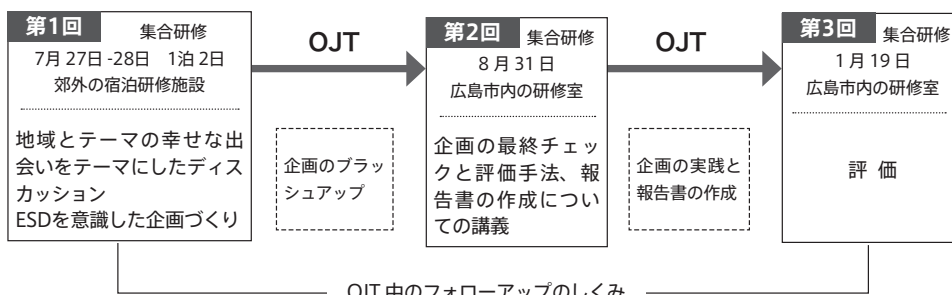 第1回 集合研修
7月27日-28日 1泊2日
郊外の宿泊研修施設
地域とテーマの幸せな出
会いをテーマにしたディス
カッション
ESDを意識した企画づくり
OJT
企画のブラッ
シュアップ
第2回 集合研修
8月31日
広島市内の研修室
企画の最終チェッ
クと評価手法、報
告書の作成につい
ての講義
OJT
企画の実践と
報告書の作成
第3回 集合研修
1月19日
広島市内の研修室
評 価
OJT中のフォローアップのしくみ